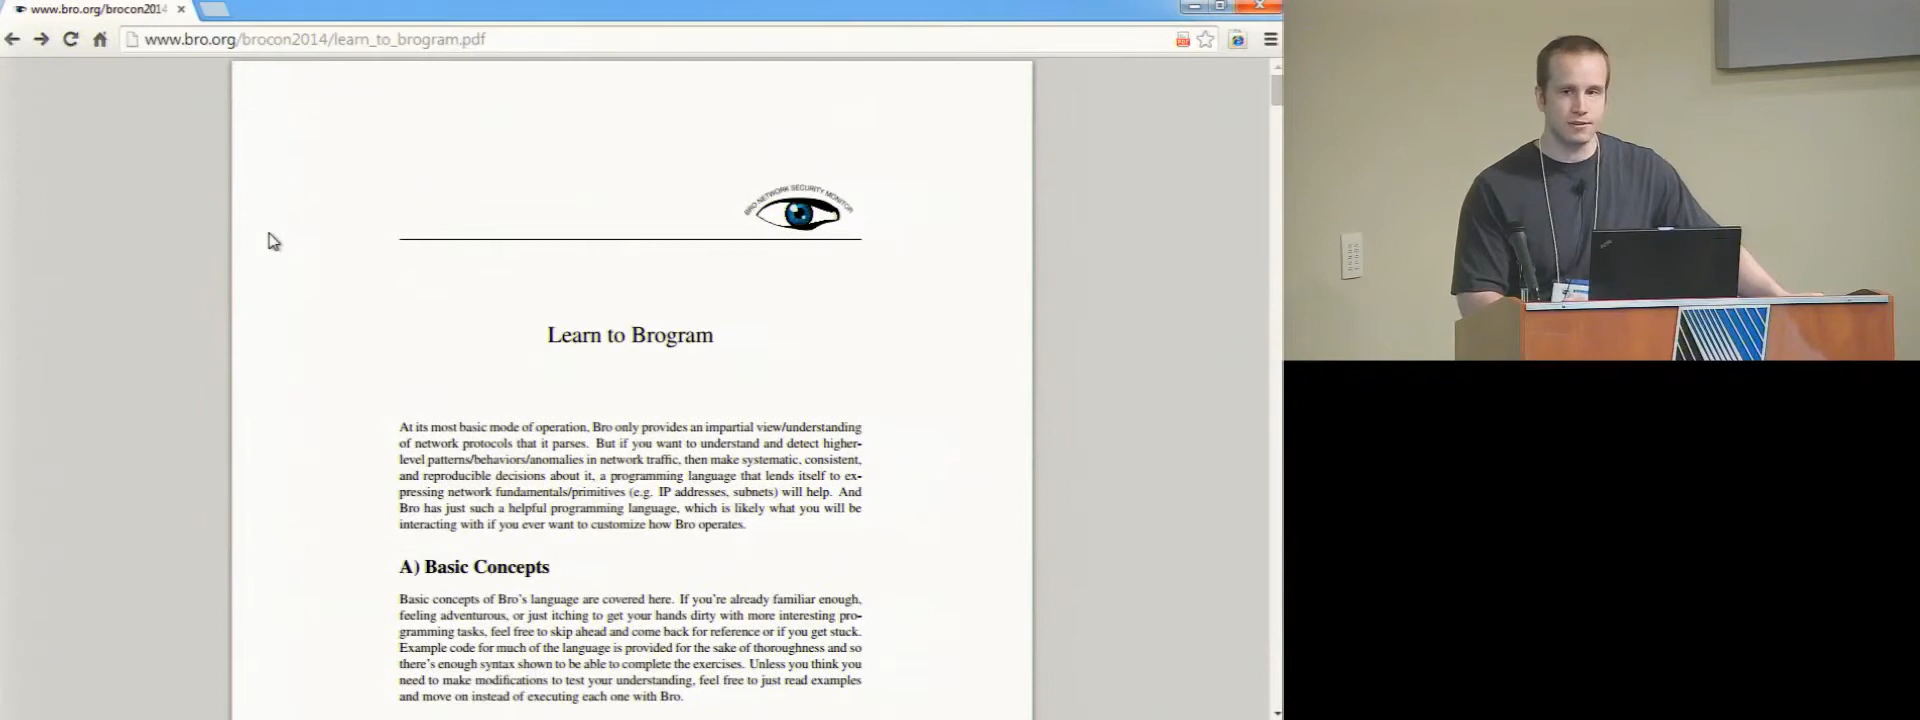 www.bro.org/brocon2014
www.bro.org/brocon2014/learn_to_brogram.pdf
BRO NETWORK SECURITY MONITOR
Learn to Brogram
At its most basic mode of operation, Bro only provides an impartial view/understanding
of network protocols that it parses. But if you want to understand and detect higher-
level patterns/behaviors/anomalies in network traffic, then make systematic, consistent,
and reproducible decisions about it, a programming language that lends itself to ex-
pressing network fundamentals/primitives (e.g. IP addresses, subnets) will help. And
Bro has just such a helpful programming language, which is likely what you will be
interacting with if you ever want to customize how Bro operates.
A) Basic Concepts
Basic concepts of Bro's language are covered here. If you're already familiar enough,
feeling adventurous, or just itching to get your hands dirty with more interesting pro-
gramming tasks, feel free to skip ahead and come back for reference or if you get stuck.
Example code for much of the language is provided for the sake of thoroughness and so
there's enough syntax shown to be able to complete the exercises. Unless you think you
need to make modifications to test your understanding, feel free to just read examples
and move on instead of executing each one with Bro.